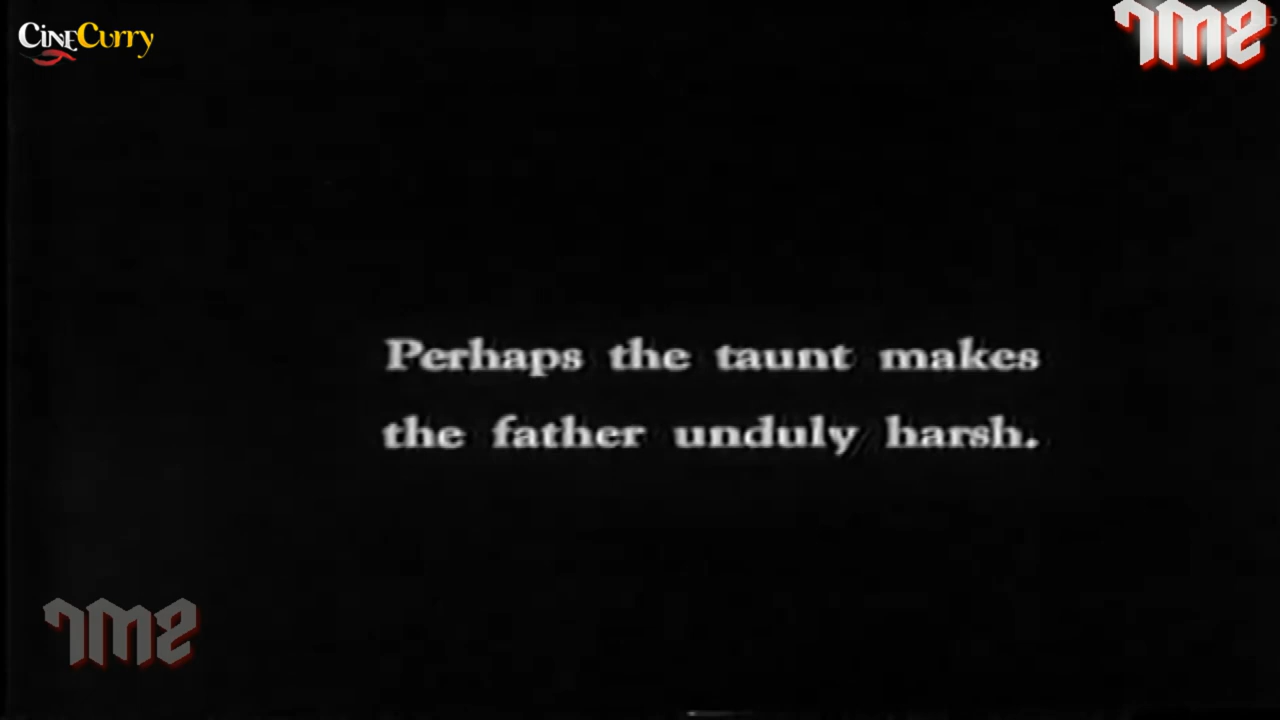 CineCurry
Perhaps the taunt makes
the father unduly harsh.